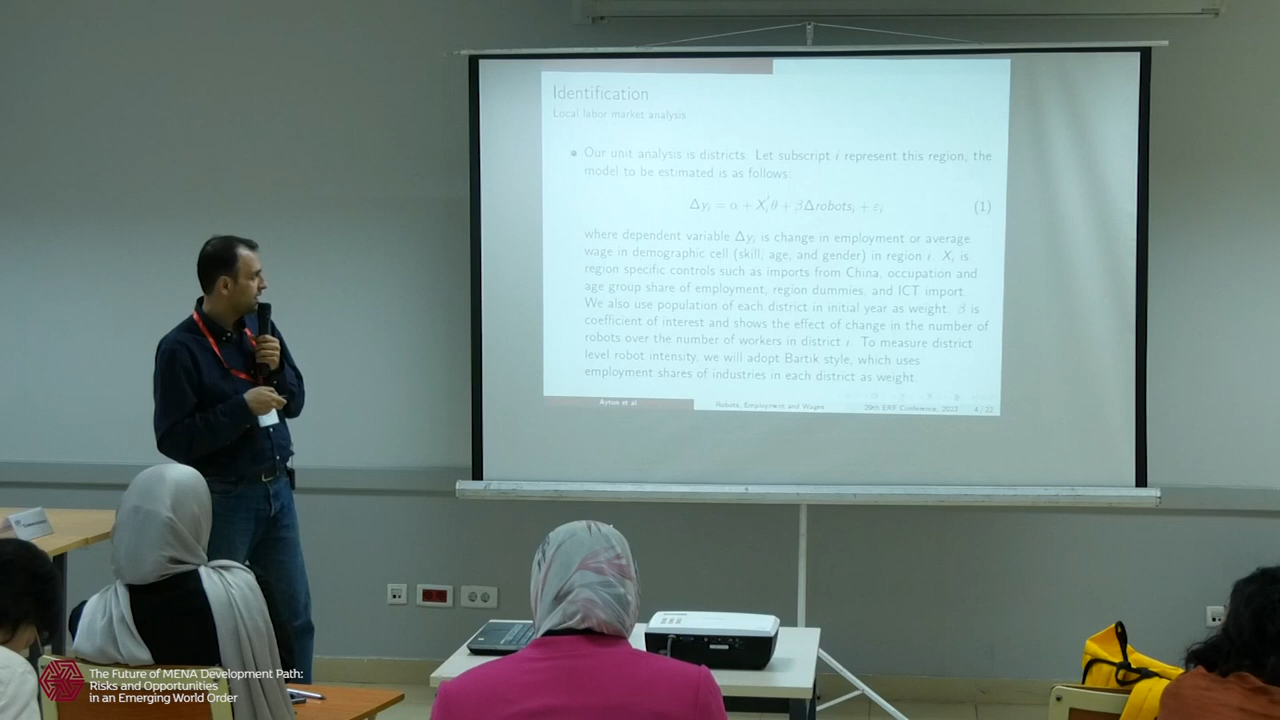 Identification
Local labor market analysis
Our unit analysis is districts. Let subscript i represent this region, the
model to be estimated is as follows:
Δyᵢ = α + Xᵢ′θ + βΔrobotsᵢ + εᵢ (1)
where dependent variable Δyᵢ is change in employment or average
wage in demographic cell (skill, age, and gender) in region i. Xᵢ is
region specific controls such as imports from China, occupation and
age group share of employment, region dummies, and ICT import.
We also use population of each district in initial year as weight. β is
coefficient of interest and shows the effect of change in the number of
robots over the number of workers in district i. To measure district
level robot intensity, we will adopt Bartik style, which uses
employment shares of industries in each district as weight.
Robots, Employment and Wages
29th ERF Conference, 2023 4 / 22
The Future of MENA Development Path:
Risks and Opportunities
in an Emerging World Order